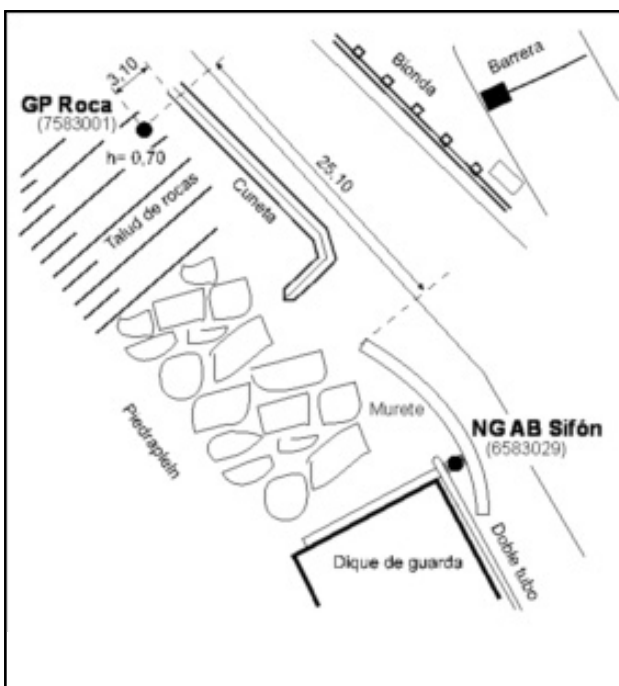 3,10
GP Roca
(7583001)
h= 0,70
Talud de rocas
Cuneta
25,10
Bionda
Barrera
Piedraplein
Murete
NG AB Sifón
(6583029)
Dique de guarda
Doble tubo